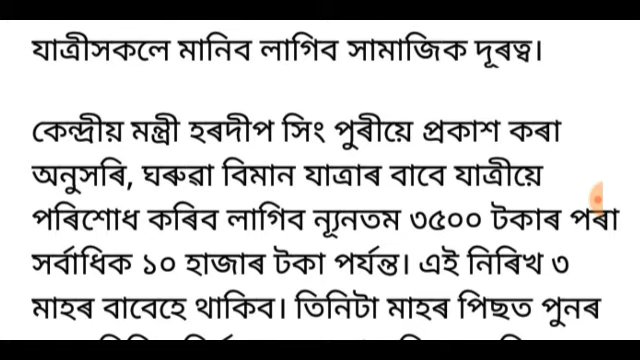 যাত্ৰীসকলে মানিব লাগিব সামাজিক দূৰত্ব।
কেন্দ্ৰীয় মন্ত্ৰী হৰদীপ সিং পুৰীয়ে প্ৰকাশ কৰা
অনুসৰি, ঘৰুৱা বিমান যাত্ৰাৰ বাবে যাত্ৰীয়ে
পৰিশোধ কৰিব লাগিব ন্যূনতম ৩৫০০ টকাৰ পৰা
সৰ্বাধিক ১০ হাজাৰ টকা পৰ্যন্ত। এই নিৰিখ ৩
মাহৰ বাবেহে থাকিব। তিনিটা মাহৰ পিছত পুনৰ